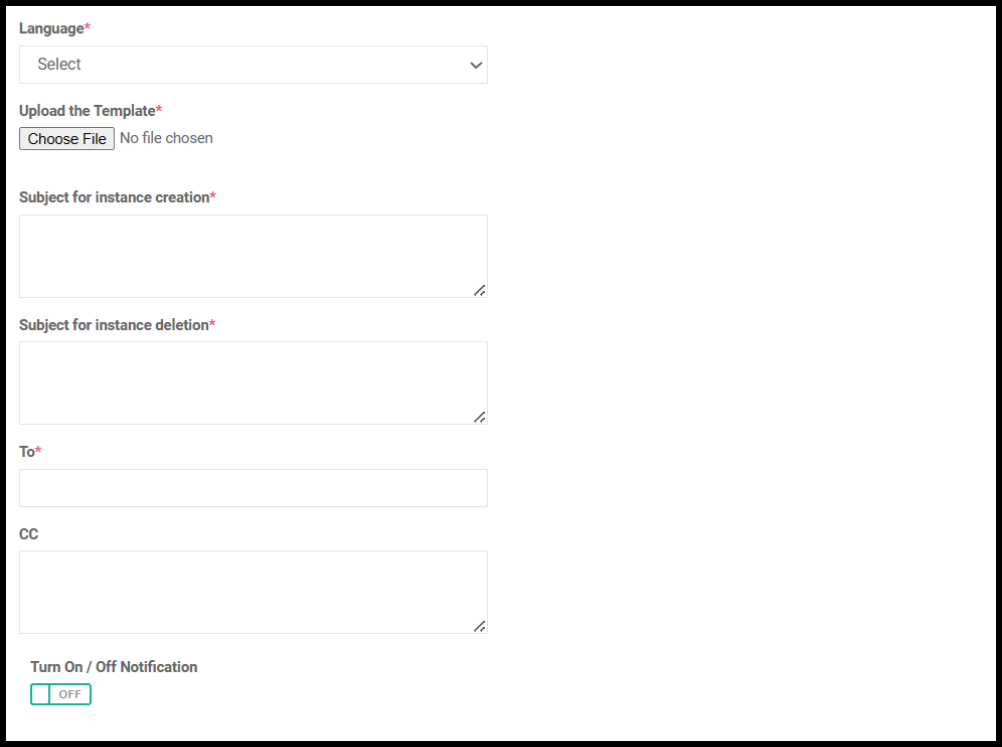 Language*
Select
Upload the Template*
Choose File No file chosen
Subject for instance creation*
Subject for instance deletion*
To*
CC
Turn On / Off Notification
OFF